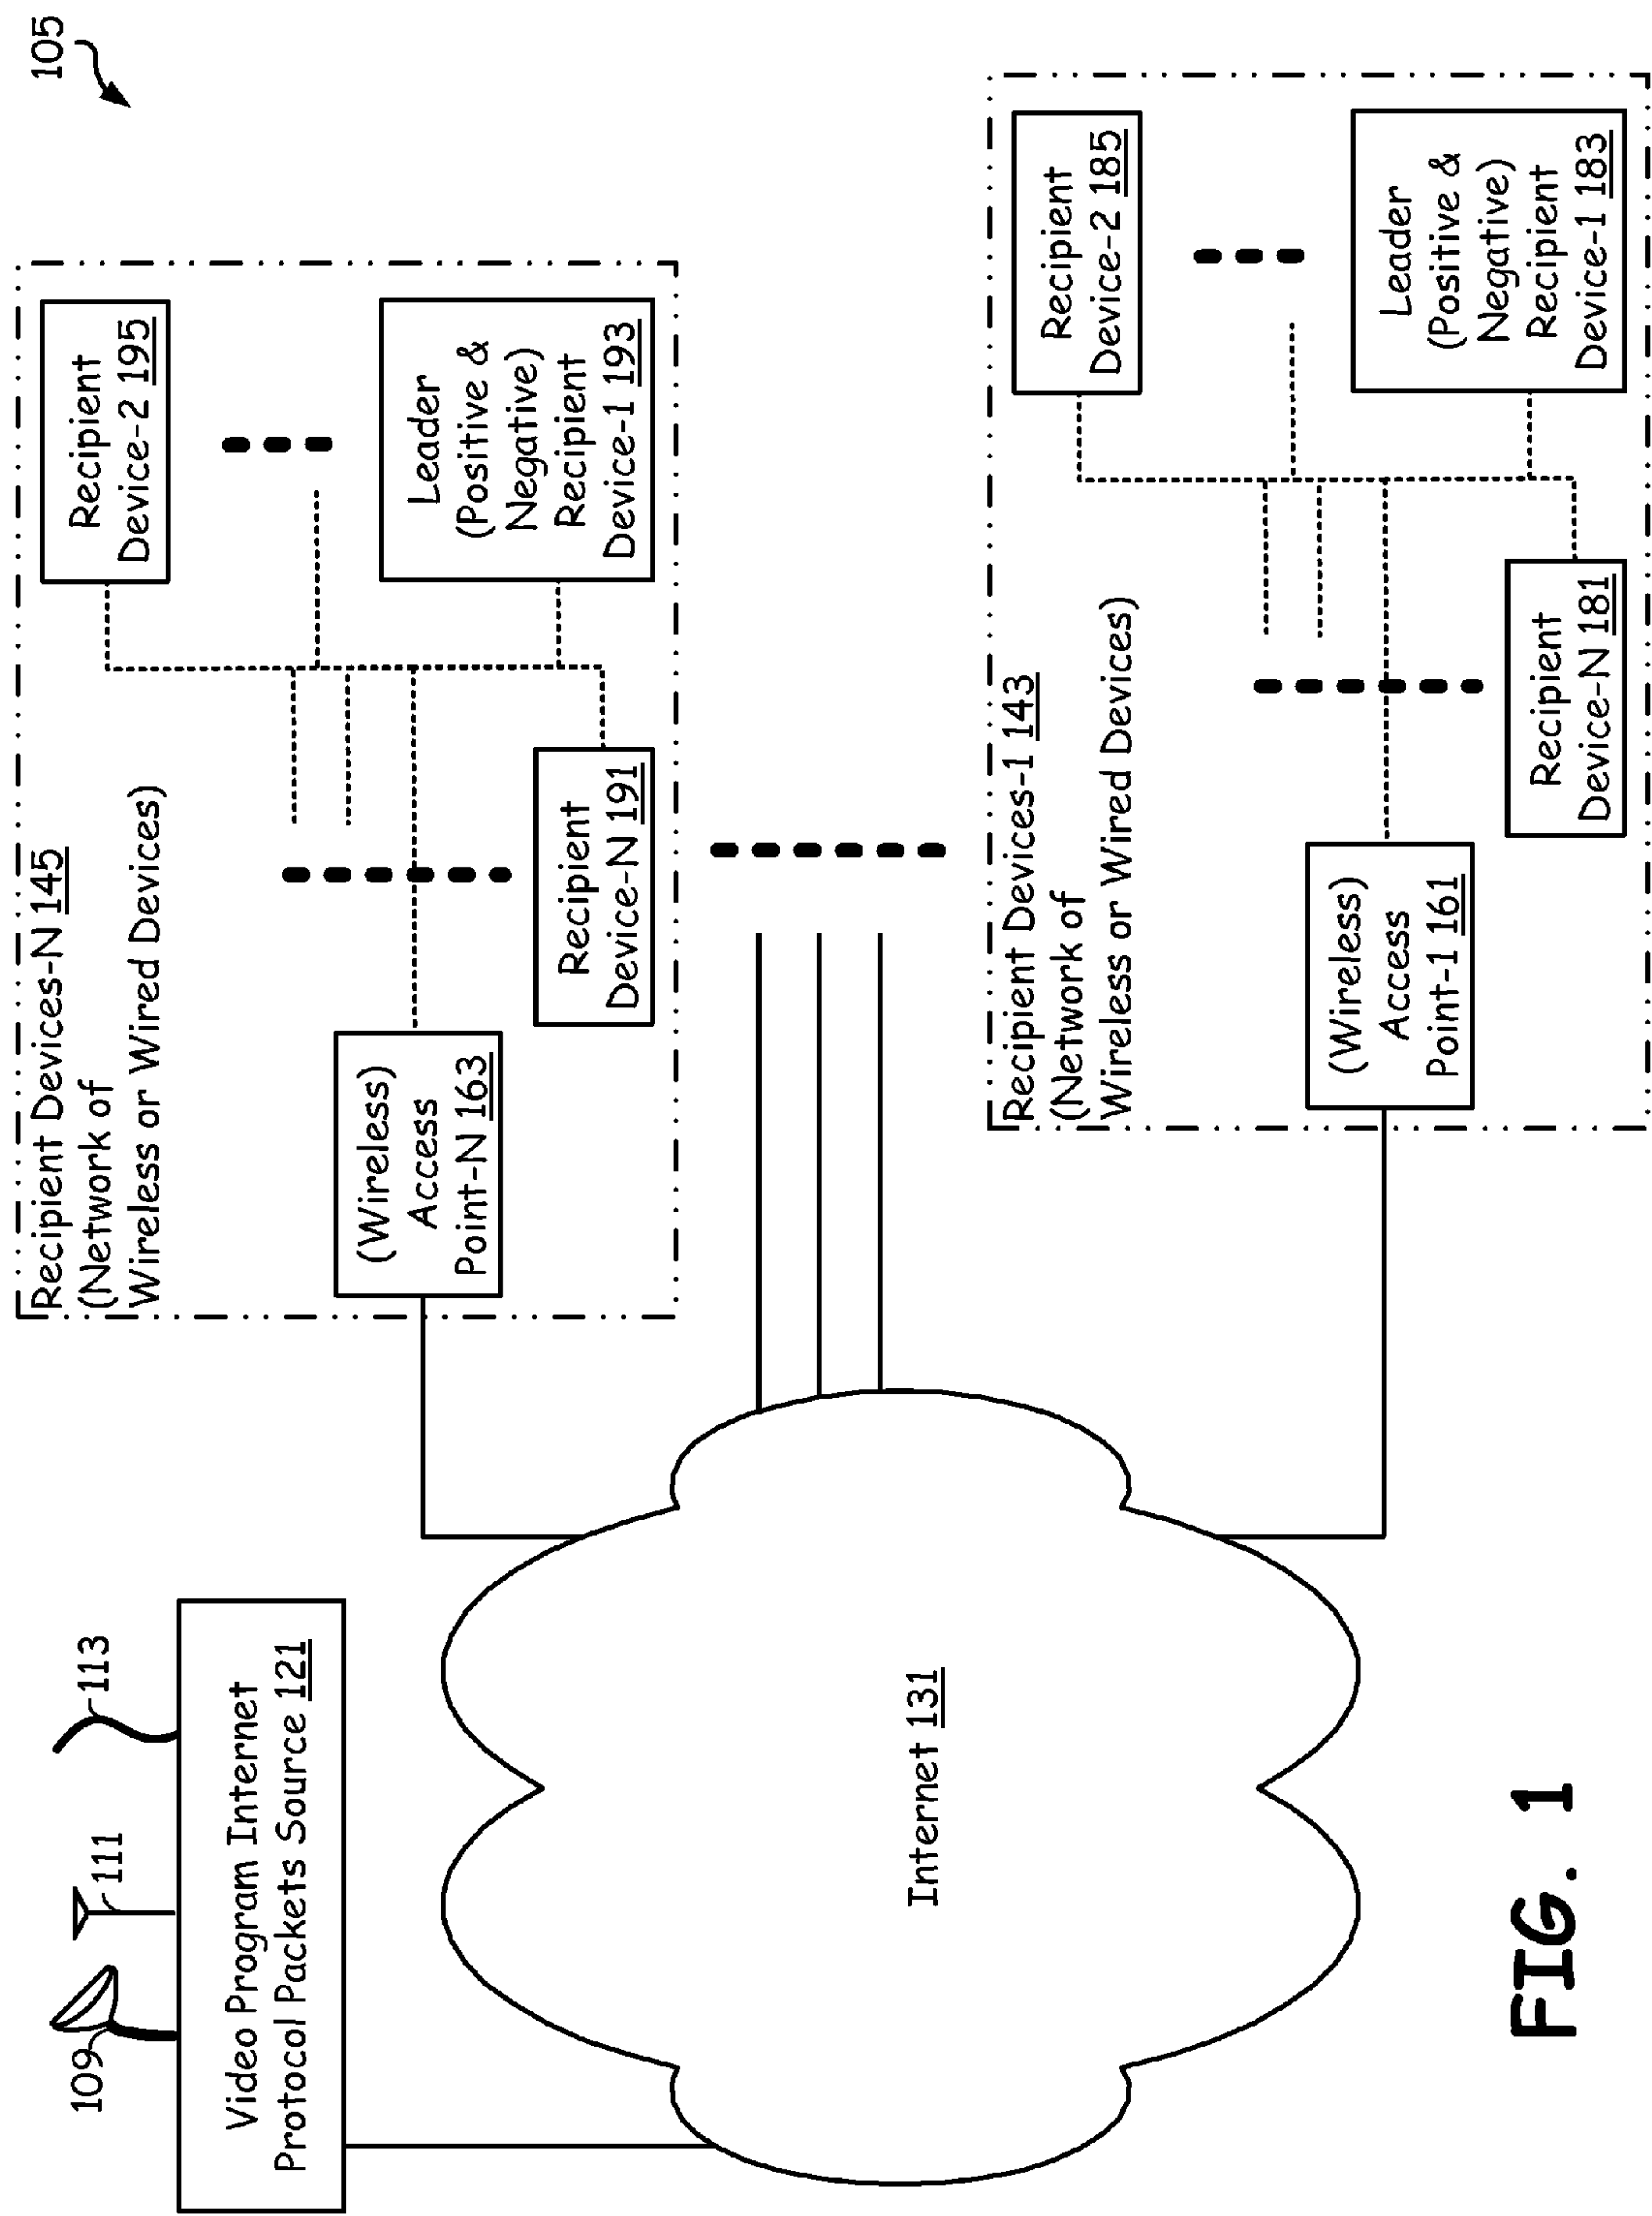 105
109
111
113
Video Program Internet
Protocol Packets Source 121
Internet 131
Recipient Devices-N 145
(Network of
Wireless or Wired Devices)
(Wireless)
Access
Point-N 163
Recipient
Device-2 195
Leader
(Positive &
Negative)
Recipient
Device-1 193
Recipient
Device-N 191
Recipient Devices-1 143
(Network of
Wireless or Wired Devices)
(Wireless)
Access
Point-1 161
Recipient
Device-2 185
Leader
(Positive &
Negative)
Recipient
Device-1 183
Recipient
Device-N 181
FIG. 1